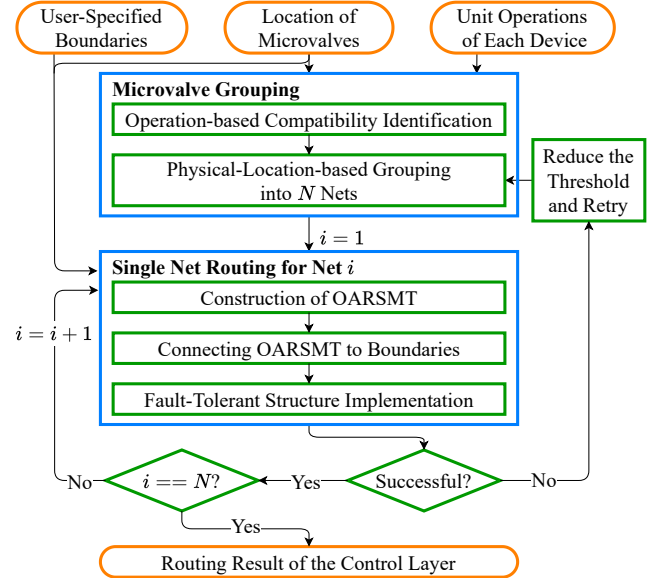 User-Specified
Boundaries
Location of
Microvalves
Unit Operations
of Each Device
Microvalve Grouping
Operation-based Compatibility Identification
Physical-Location-based Grouping
into N Nets
Reduce the
Threshold
and Retry
i = 1
Single Net Routing for Net i
Construction of OARSMT
i = i + 1
Connecting OARSMT to Boundaries
Fault-Tolerant Structure Implementation
No
i == N?
Yes
Successful?
No
Yes
Routing Result of the Control Layer